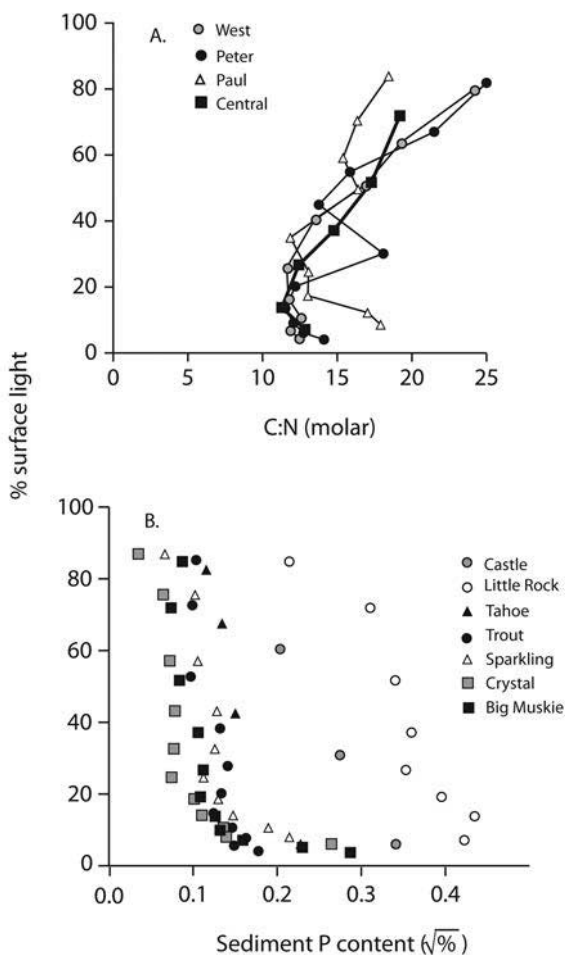 A.
West
Peter
Paul
Central
80
60
40
20
0
0 5 10 15 20 25
C:N (molar)
% surface light
B.
100
80
60
40
20
0
Castle
Little Rock
Tahoe
Trout
Sparkling
Crystal
Big Muskie
0.0 0.1 0.2 0.3 0.4
Sediment P content (√%)